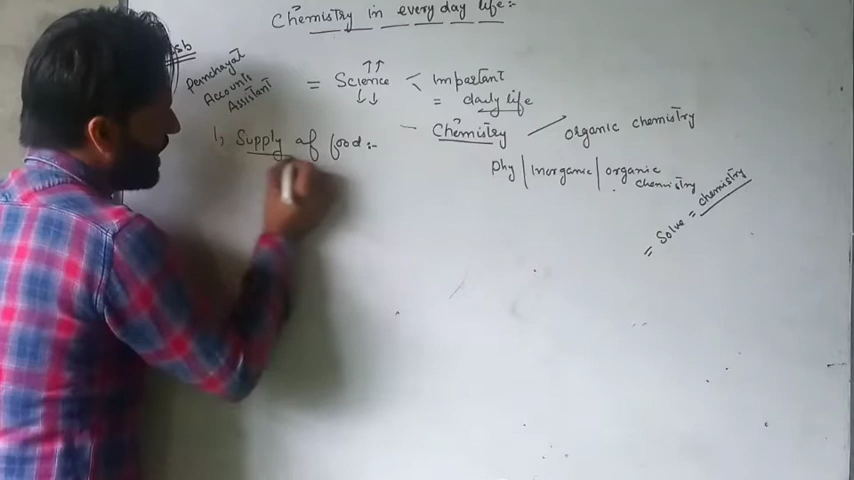 Chemistry in every day life:-
ssb
Panchayat
Accounts
Assistant
= Science
↑↑
↓↓
< important
= daily life
1, Supply of food:-
— Chemistry
organic chemistry
phy | inorganic | organic
chemistry
= Solve = chemistry